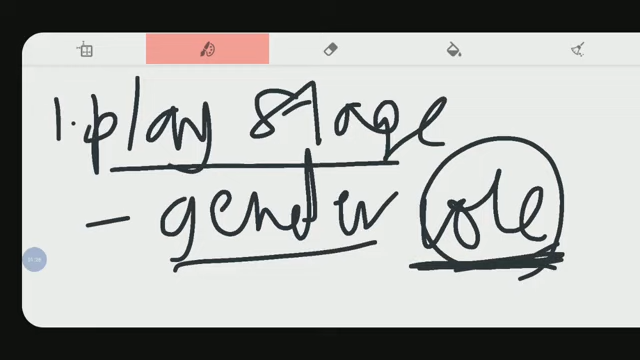 1. play stage
- gender role